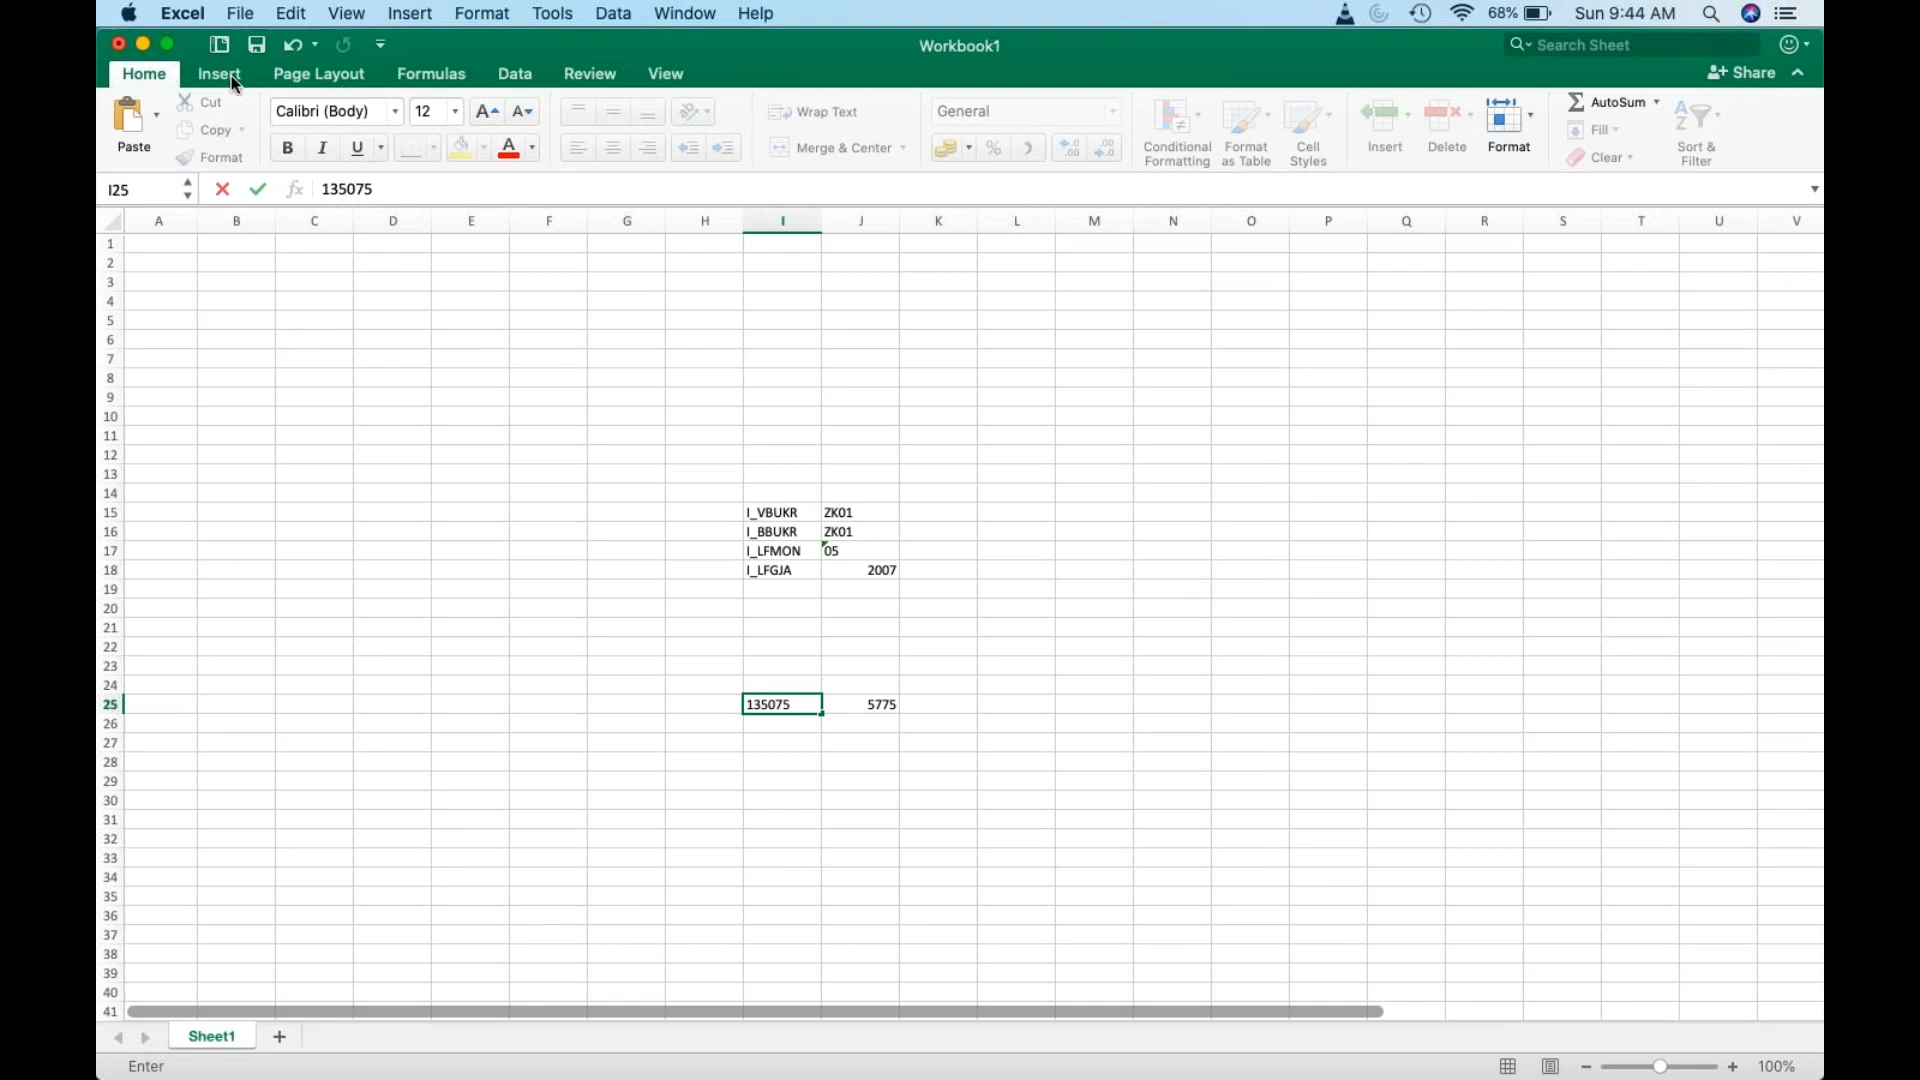 Excel File Edit View Insert Format Tools Data Window Help 68% Sun 9:44 AM
Workbook1 Search Sheet
Home Insert Page Layout Formulas Data Review View Share
Paste Cut Copy Format
Calibri (Body) 12 A A
B I U A
Wrap Text
Merge & Center
General
%
Conditional Formatting
Format as Table
Cell Styles
Insert Delete Format
AutoSum
Fill
Clear
Sort & Filter
I25 fx 135075
A B C D E F G H I J K L M N O P Q R S T U V
1
2
3
4
5
6
7
8
9
10
11
12
13
14
15 I_VBUKR ZK01
16 I_BBUKR ZK01
17 I_LFMON 05
18 I_LFGJA 2007
19
20
21
22
23
24
25 135075 5775
26
27
28
29
30
31
32
33
34
35
36
37
38
39
40
41
Sheet1 +
Enter 100%